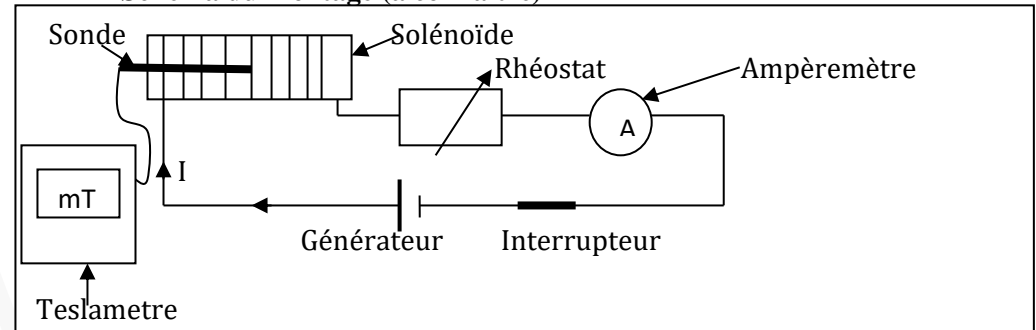 Sonde
Solénoïde
Rhéostat
Ampèremètre
A
I
mT
Générateur
Interrupteur
Teslametre